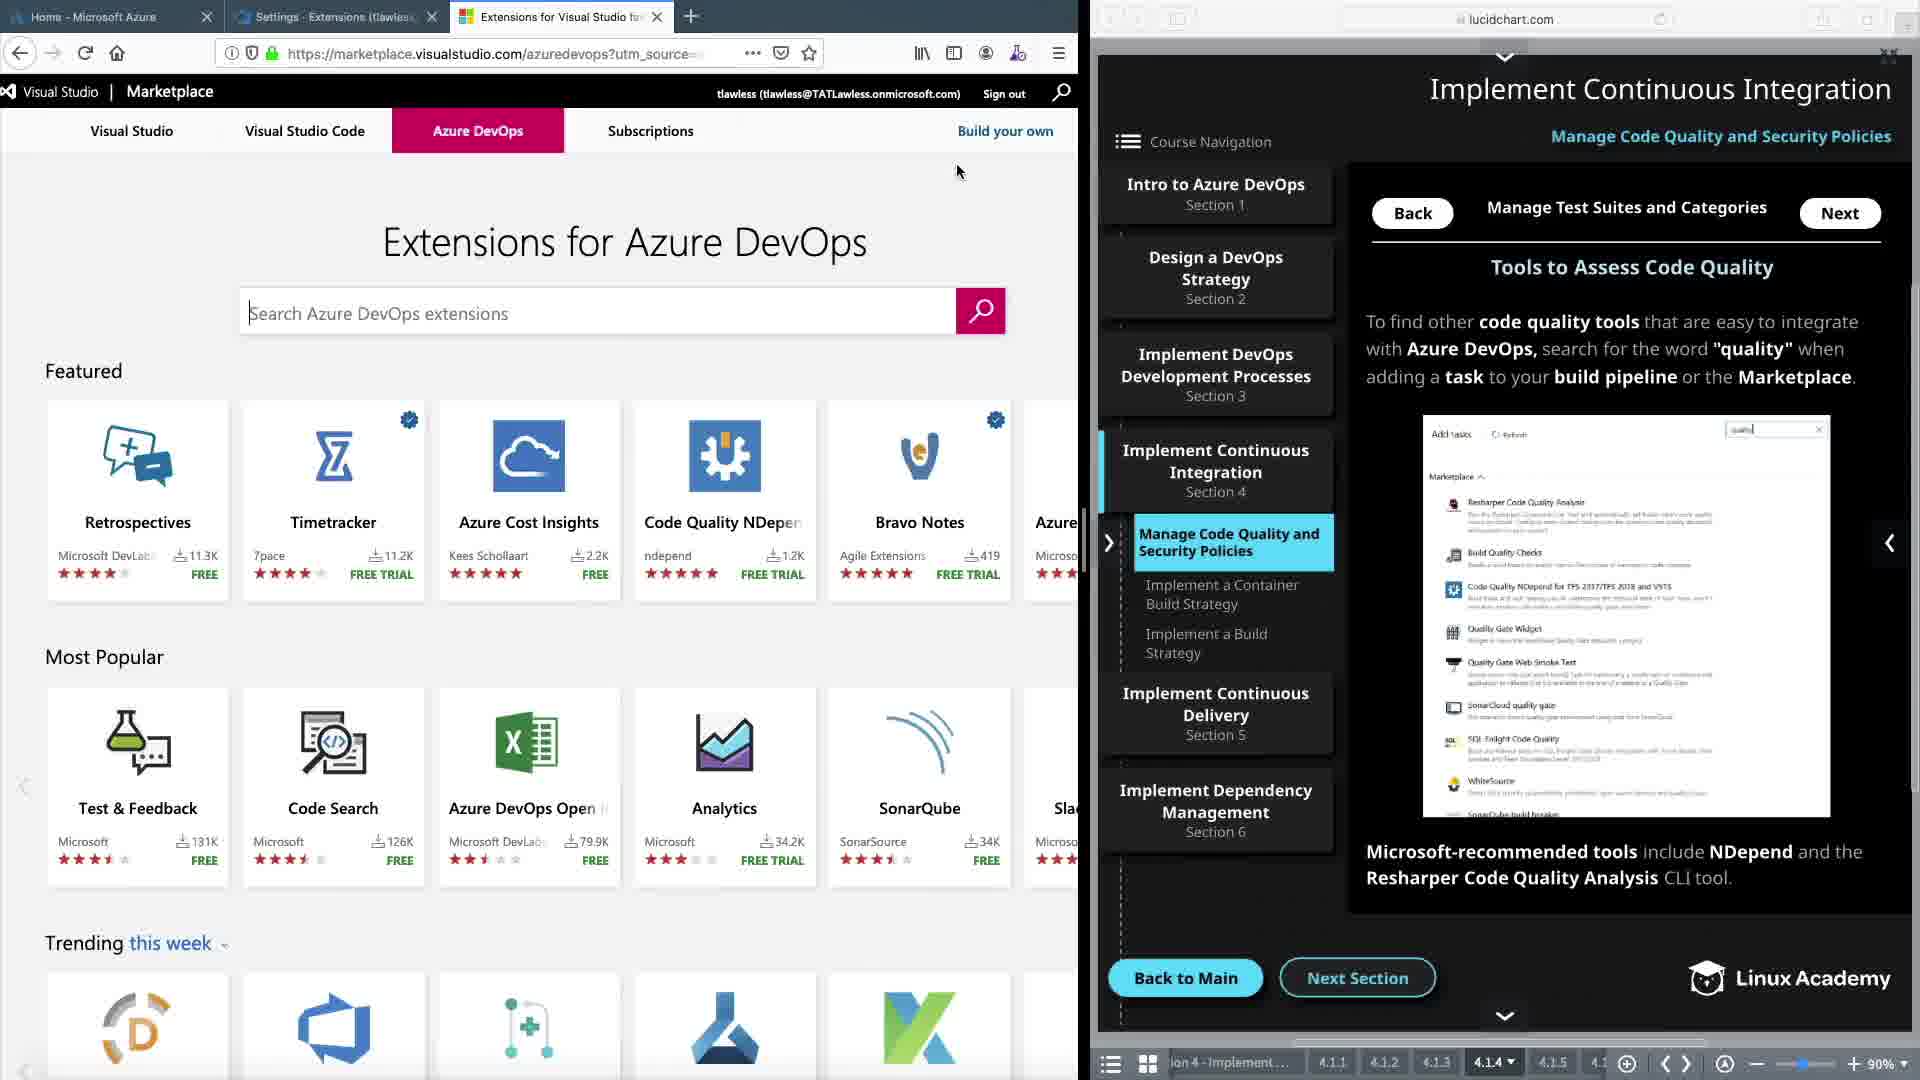 Home - Microsoft Azure
Settings · Extensions (tlawless
Extensions for Visual Studio
https://marketplace.visualstudio.com/azuredevops?utm_source=
Visual Studio | Marketplace
tlawless (tlawless@TATLawless.onmicrosoft.com)
Sign out
Visual Studio
Visual Studio Code
Azure DevOps
Subscriptions
Build your own
Extensions for Azure DevOps
Search Azure DevOps extensions
Featured
Retrospectives
Timetracker
Azure Cost Insights
Code Quality NDepen
Bravo Notes
Azure
Microsoft DevLabs 11.3K
7pace 11.2K
Kees Schollaart 2.2K
ndepend 1.2K
Agile Extensions 419
Microso
FREE
FREE TRIAL
FREE
FREE TRIAL
FREE TRIAL
Most Popular
Test & Feedback
Code Search
Azure DevOps Open
Analytics
SonarQube
Slac
Microsoft 131K
Microsoft 126K
Microsoft DevLabs 79.9K
Microsoft 34.2K
SonarSource 34K
Microso
FREE
FREE
FREE
FREE TRIAL
FREE
Trending this week
lucidchart.com
Implement Continuous Integration
Manage Code Quality and Security Policies
Course Navigation
Intro to Azure DevOps
Section 1
Design a DevOps
Strategy
Section 2
Implement DevOps
Development Processes
Section 3
Implement Continuous
Integration
Section 4
Manage Code Quality and
Security Policies
Implement a Container
Build Strategy
Implement a Build
Strategy
Implement Continuous
Delivery
Section 5
Implement Dependency
Management
Section 6
Back
Manage Test Suites and Categories
Next
Tools to Assess Code Quality
To find other code quality tools that are easy to integrate
with Azure DevOps, search for the word "quality" when
adding a task to your build pipeline or the Marketplace.
Add tasks
Refresh
quality
Marketplace
Resharper Code Quality Analysis
Build Quality Checks
Code Quality NDepend for TFS 2017/TFS 2018 and VSTS
Quality Gate Widget
Quality Gate Web Smoke Test
SonarCloud quality gate
SQL Enlight Code Quality
WhiteSource
SonarQube build breaker
Microsoft-recommended tools include NDepend and the
Resharper Code Quality Analysis CLI tool.
Back to Main
Next Section
Linux Academy
ion 4 - Implement ...
4.1.1
4.1.2
4.1.3
4.1.4
4.1.5
4.1
90%